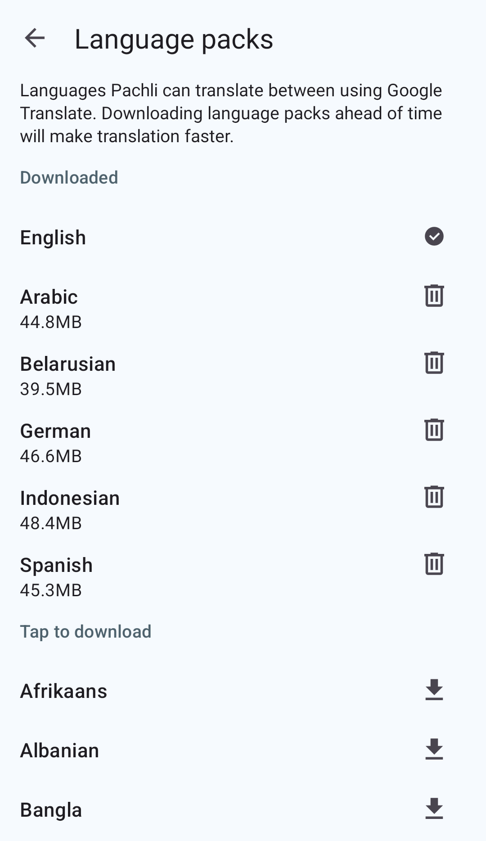 Language packs
Languages Pachli can translate between using Google
Translate. Downloading language packs ahead of time
will make translation faster.
Downloaded
English
Arabic
44.8MB
Belarusian
39.5MB
German
46.6MB
Indonesian
48.4MB
Spanish
45.3MB
Tap to download
Afrikaans
Albanian
Bangla